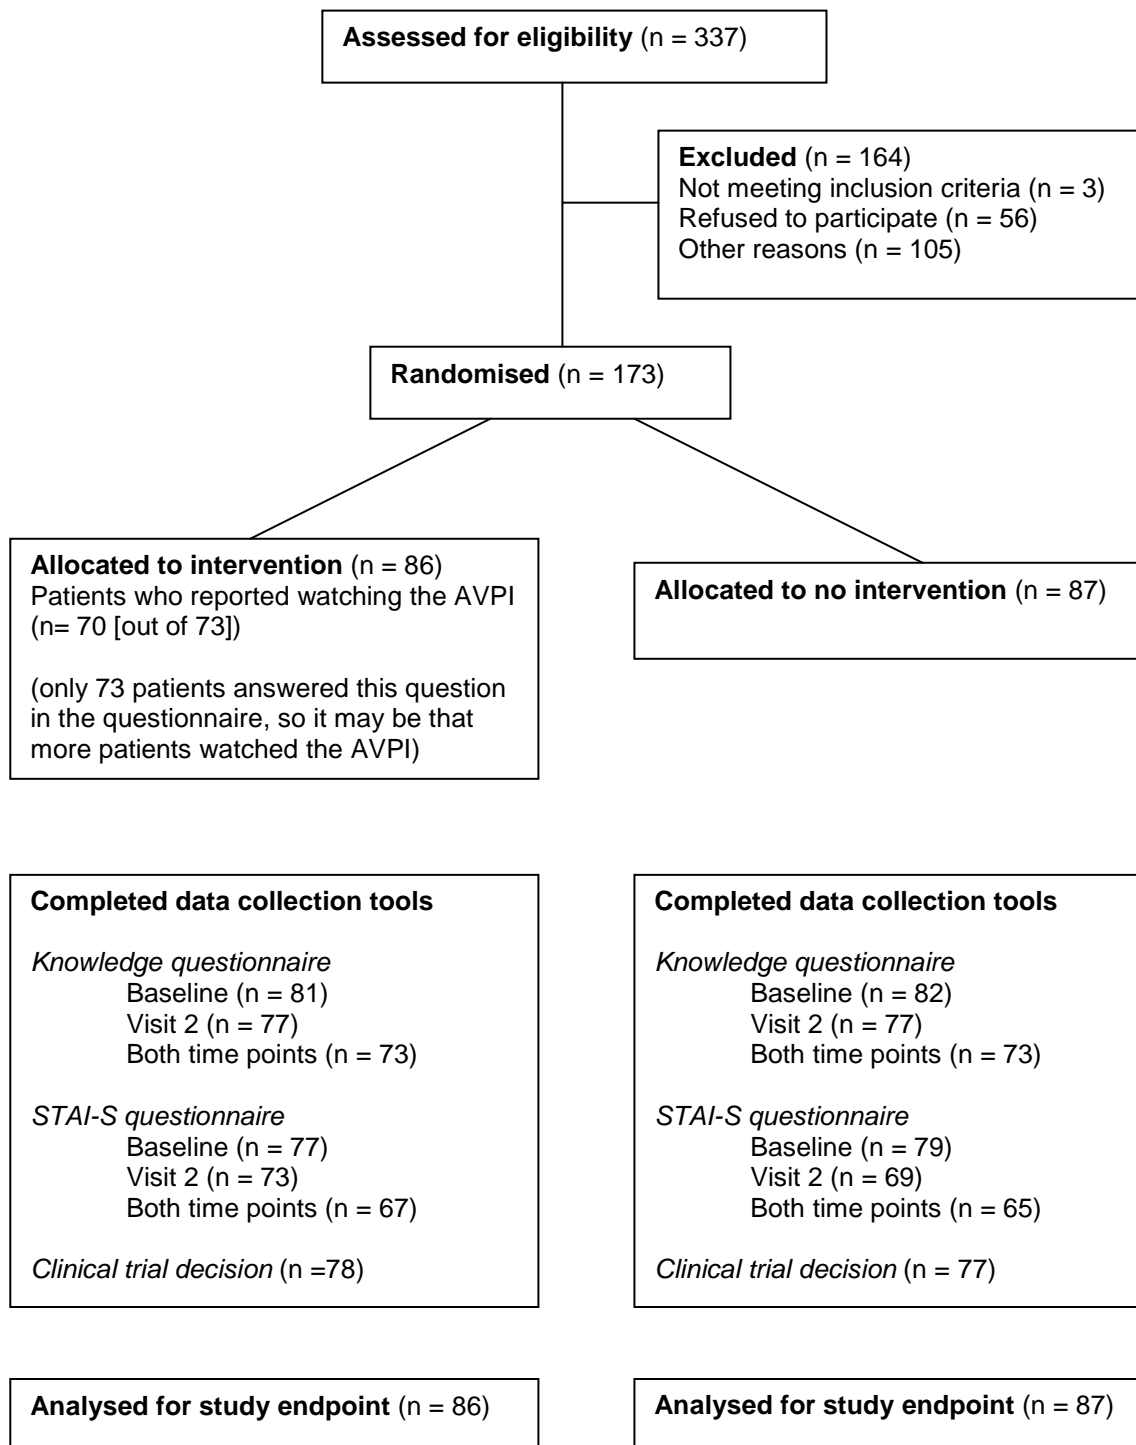 Assessed for eligibility (n = 337)
Excluded (n = 164)
Not meeting inclusion criteria (n = 3)
Refused to participate (n = 56)
Other reasons (n = 105)
Randomised (n = 173)
Allocated to intervention (n = 86)
Patients who reported watching the AVPI
(n= 70 [out of 73])
(only 73 patients answered this question
in the questionnaire, so it may be that
more patients watched the AVPI)
Allocated to no intervention (n = 87)
Completed data collection tools
Knowledge questionnaire
Baseline (n = 81)
Visit 2 (n = 77)
Both time points (n = 73)
STAI-S questionnaire
Baseline (n = 77)
Visit 2 (n = 73)
Both time points (n = 67)
Clinical trial decision (n =78)
Completed data collection tools
Knowledge questionnaire
Baseline (n = 82)
Visit 2 (n = 77)
Both time points (n = 73)
STAI-S questionnaire
Baseline (n = 79)
Visit 2 (n = 69)
Both time points (n = 65)
Clinical trial decision (n = 77)
Analysed for study endpoint (n = 86)
Analysed for study endpoint (n = 87)